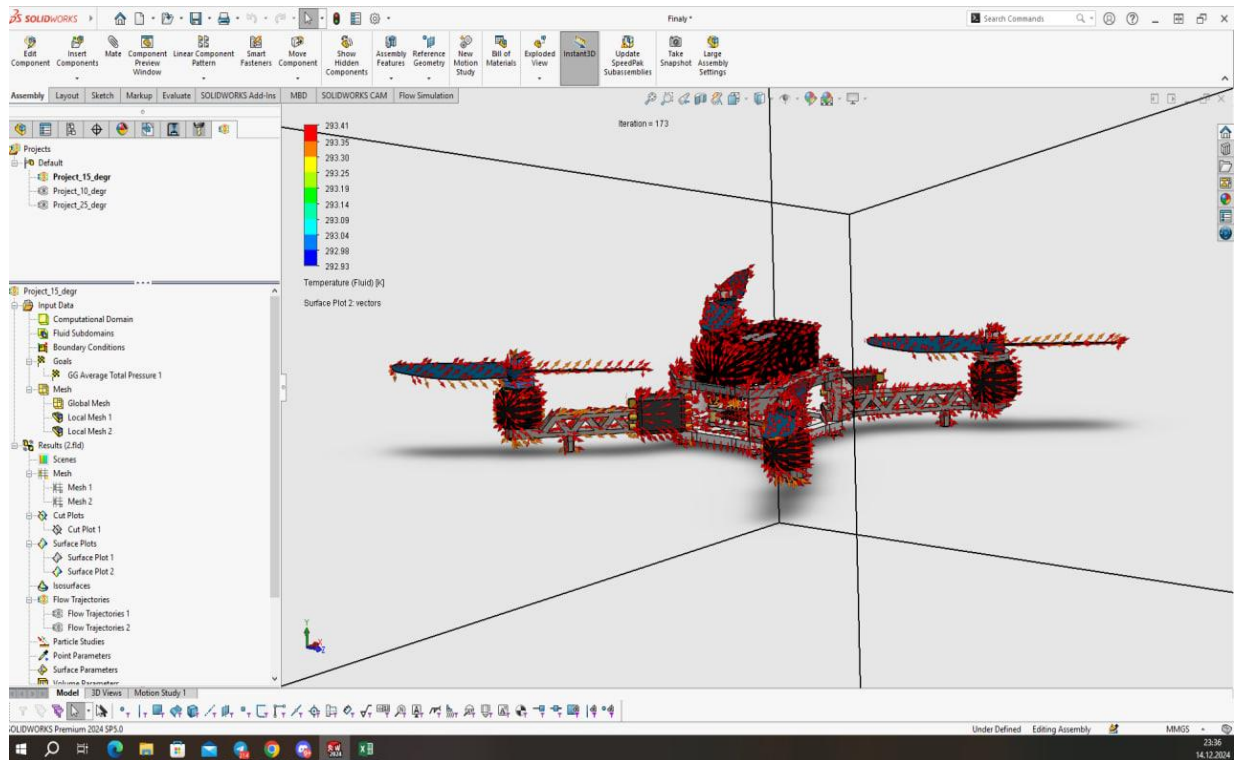 SOLIDWORKS
Finaly *
Search Commands
Edit Component
Insert Components
Mate
Component Preview Window
Linear Component Pattern
Smart Fasteners
Move Component
Show Hidden Components
Assembly Features
Reference Geometry
New Motion Study
Bill of Materials
Exploded View
Instant3D
Update SpeedPak Subassemblies
Take Snapshot
Large Assembly Settings
Assembly Layout Sketch Markup Evaluate SOLIDWORKS Add-Ins MBD SOLIDWORKS CAM Flow Simulation
Projects
Default
Project_15_degr
Project_10_degr
Project_25_degr
Project_15_degr
Input Data
Computational Domain
Fluid Subdomains
Boundary Conditions
Goals
GG Average Total Pressure 1
Mesh
Global Mesh
Local Mesh 1
Local Mesh 2
Results (2.fld)
Scenes
Mesh
Mesh 1
Mesh 2
Cut Plots
Cut Plot 1
Surface Plots
Surface Plot 1
Surface Plot 2
Isosurfaces
Flow Trajectories
Flow Trajectories 1
Flow Trajectories 2
Particle Studies
Point Parameters
Surface Parameters
Volume Parameters
Iteration = 173
293.41
293.35
293.30
293.25
293.19
293.14
293.09
293.04
292.98
292.93
Temperature (Fluid) [K]
Surface Plot 2: vectors
Y
X
Z
Model 3D Views Motion Study 1
OLIDWORKS Premium 2024 SP5.0
Under Defined Editing Assembly MMGS
23:36
14.12.2024